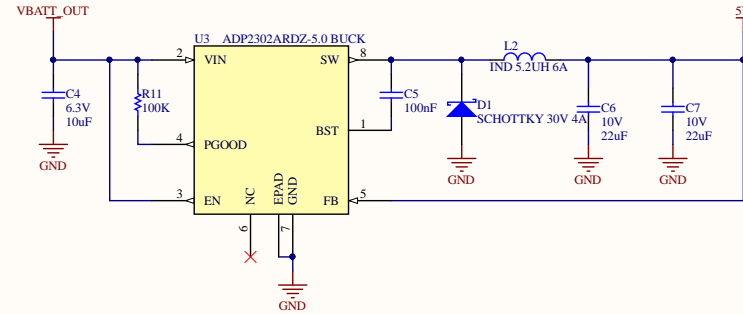 VBATT_OUT
5
U3 ADP2302ARDZ-5.0 BUCK
2 VIN SW 8
L2
IND 5.2UH 6A
C4
6.3V
10uF
R11
100K
C5
100nF
D1
SCHOTTKY 30V 4A
C6
10V
22uF
C7
10V
22uF
BST 1
4 PGOOD
GND
GND
GND
GND
3 EN
NC
EPAD
GND
FB 5
6
7
GND